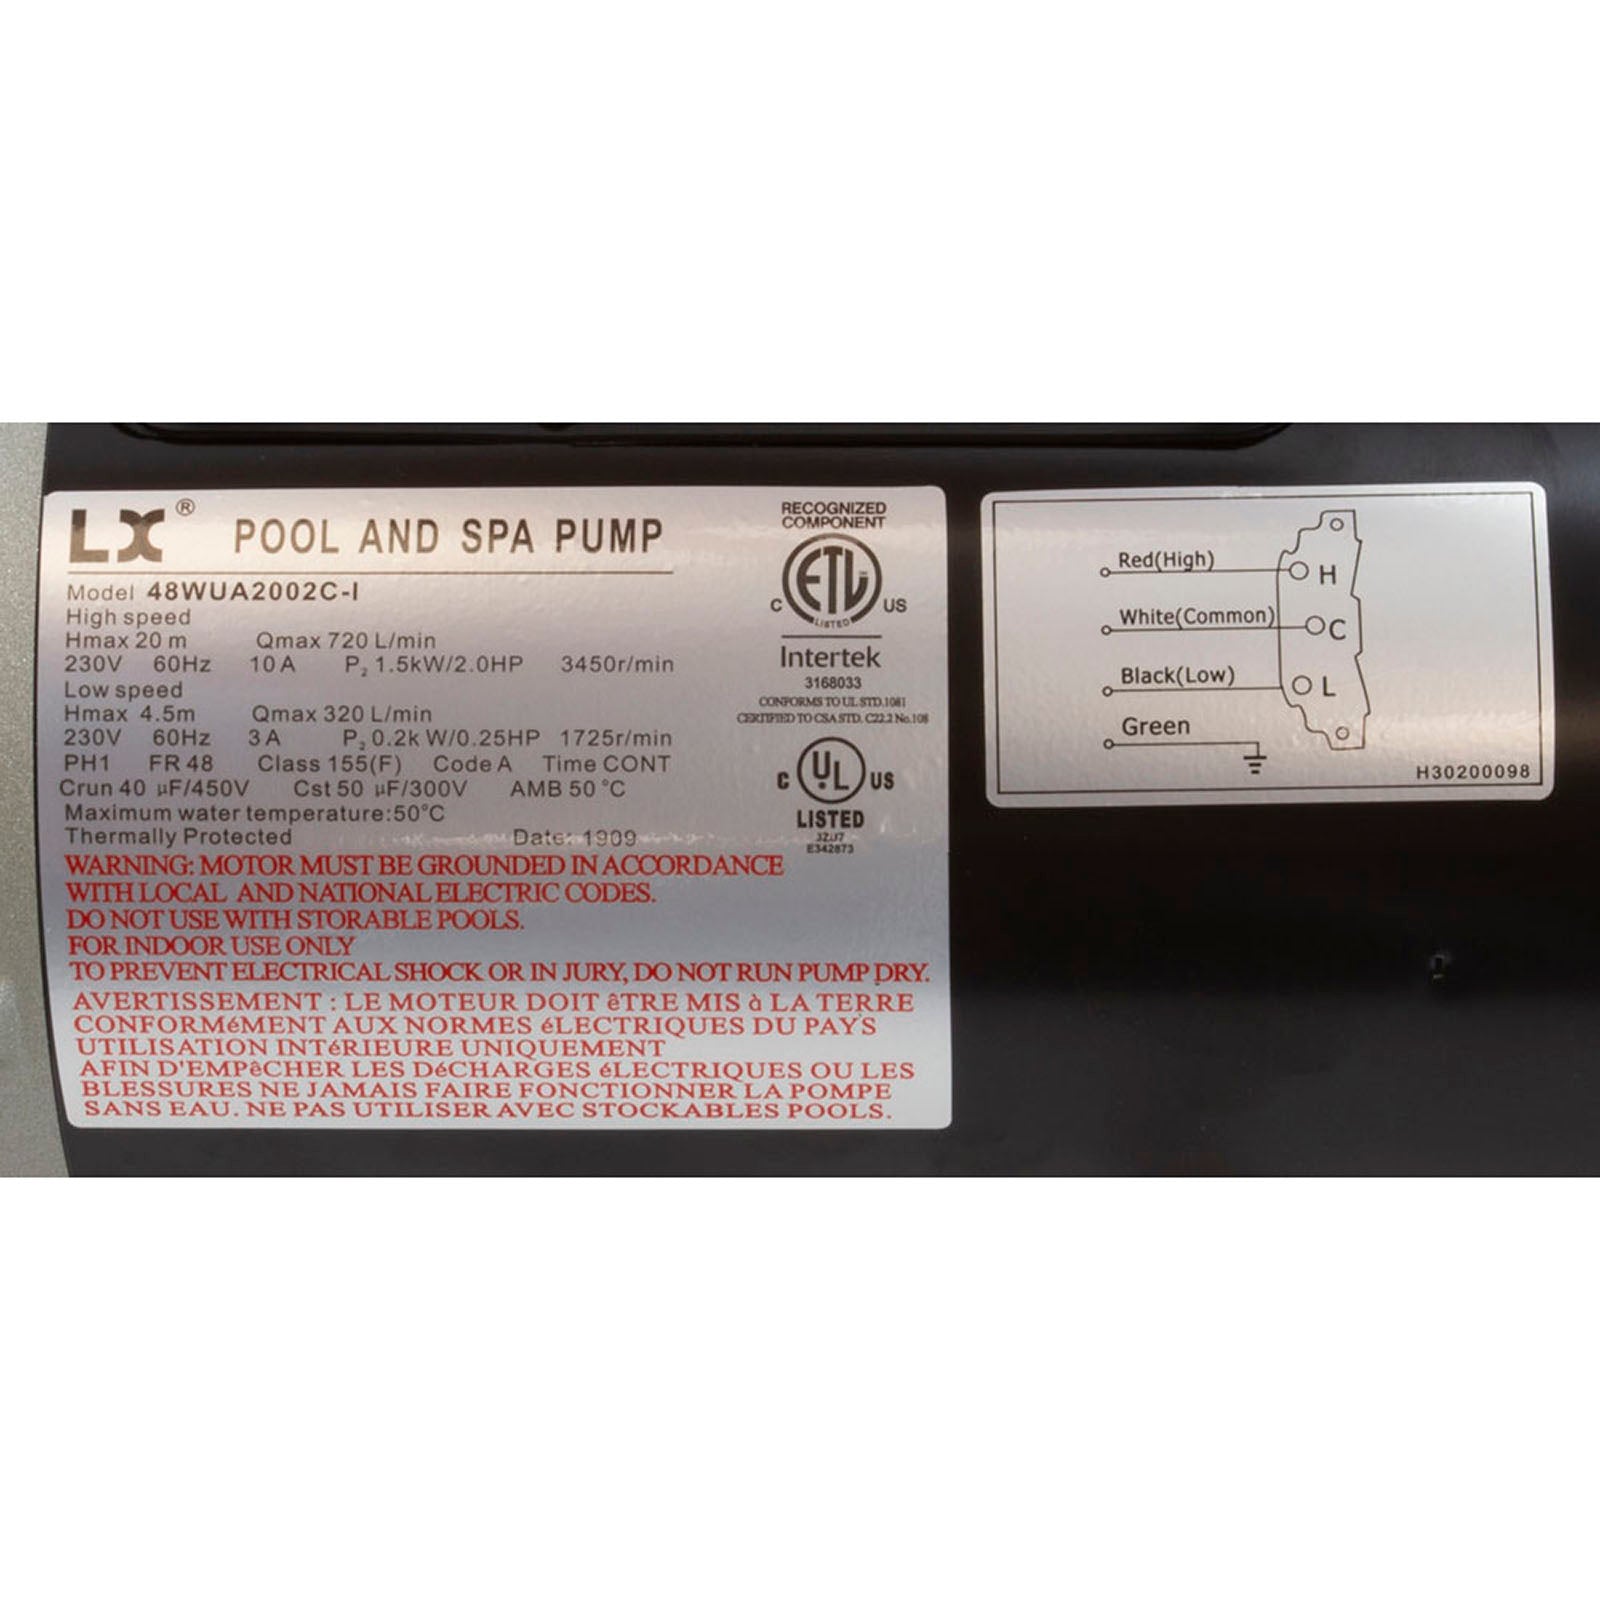 LX® POOL AND SPA PUMP
Model 48WUA2002C-I
High speed
Hmax 20 m Qmax 720 L/min
230V 60Hz 10 A P₂ 1.5kW/2.0HP 3450r/min
Low speed
Hmax 4.5m Qmax 320 L/min
230V 60Hz 3 A P₂ 0.2k W/0.25HP 1725r/min
PH1 FR 48 Class 155(F) Code A Time CONT
Crun 40 μF/450V Cst 50 μF/300V AMB 50 °C
Maximum water temperature:50°C
Thermally Protected Date: 1909
WARNING: MOTOR MUST BE GROUNDED IN ACCORDANCE
WITH LOCAL AND NATIONAL ELECTRIC CODES.
DO NOT USE WITH STORABLE POOLS.
FOR INDOOR USE ONLY
TO PREVENT ELECTRICAL SHOCK OR IN JURY, DO NOT RUN PUMP DRY.
AVERTISSEMENT : LE MOTEUR DOIT êTRE MIS à LA TERRE
CONFORMéMENT AUX NORMES éLECTRIQUES DU PAYS
UTILISATION INTéRIEURE UNIQUEMENT
AFIN D'EMPêCHER LES DéCHARGES éLECTRIQUES OU LES
BLESSURES NE JAMAIS FAIRE FONCTIONNER LA POMPE
SANS EAU. NE PAS UTILISER AVEC STOCKABLES POOLS.
RECOGNIZED
COMPONENT
C ETL US
LISTED
Intertek
3168033
CONFORMS TO UL STD.1081
CERTIFIED TO CSA STD. C22.2 No.108
C UL US
LISTED
3ZU7
E342873
Red(High) H
White(Common) C
Black(Low) L
Green
H30200098